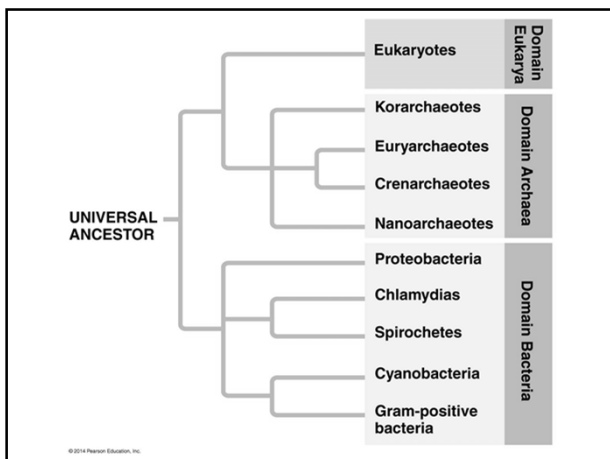 Eukaryotes
Domain
Eukarya
Korarchaeotes
Euryarchaeotes
Crenarchaeotes
Nanoarchaeotes
Domain Archaea
UNIVERSAL
ANCESTOR
Proteobacteria
Chlamydias
Spirochetes
Cyanobacteria
Gram-positive
bacteria
Domain Bacteria
© 2014 Pearson Education, Inc.